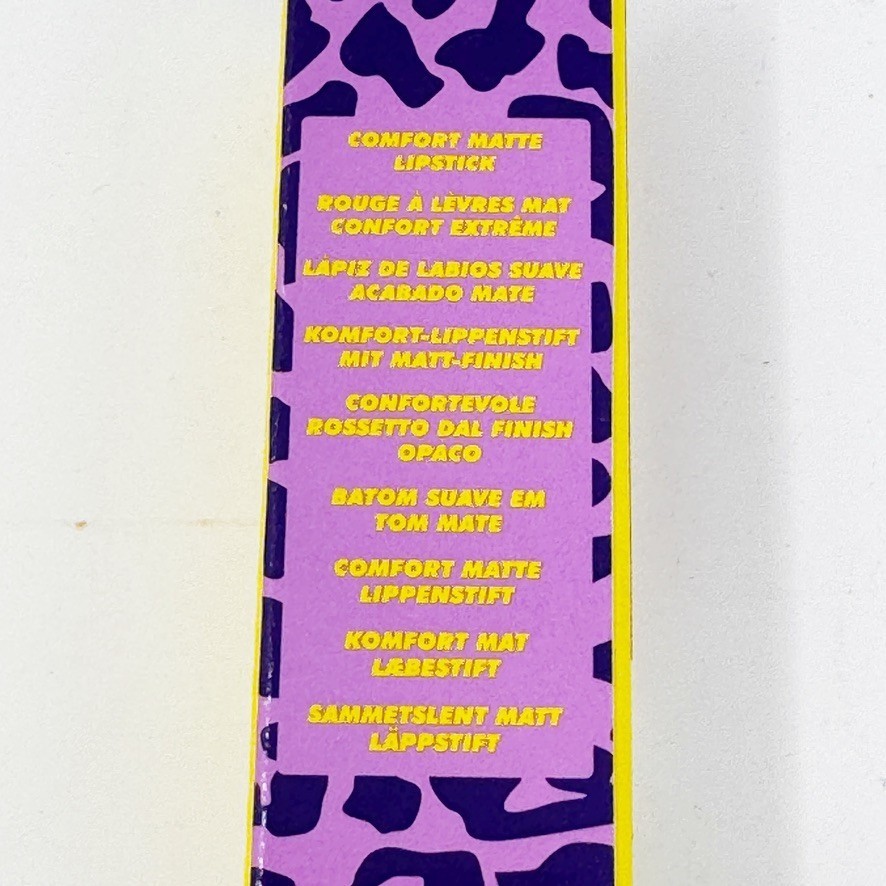 COMFORT MATTE
LIPSTICK
ROUGE À LÈVRES MAT
CONFORT EXTRÊME
LÁPIZ DE LABIOS SUAVE
ACABADO MATE
KOMFORT-LIPPENSTIFT
MIT MATT-FINISH
CONFORTEVOLE
ROSSETTO DAL FINISH
OPACO
BATOM SUAVE EM
TOM MATE
COMFORT MATTE
LIPPENSTIFT
KOMFORT MAT
LÆBESTIFT
SAMMETSLENT MATT
LÄPPSTIFT